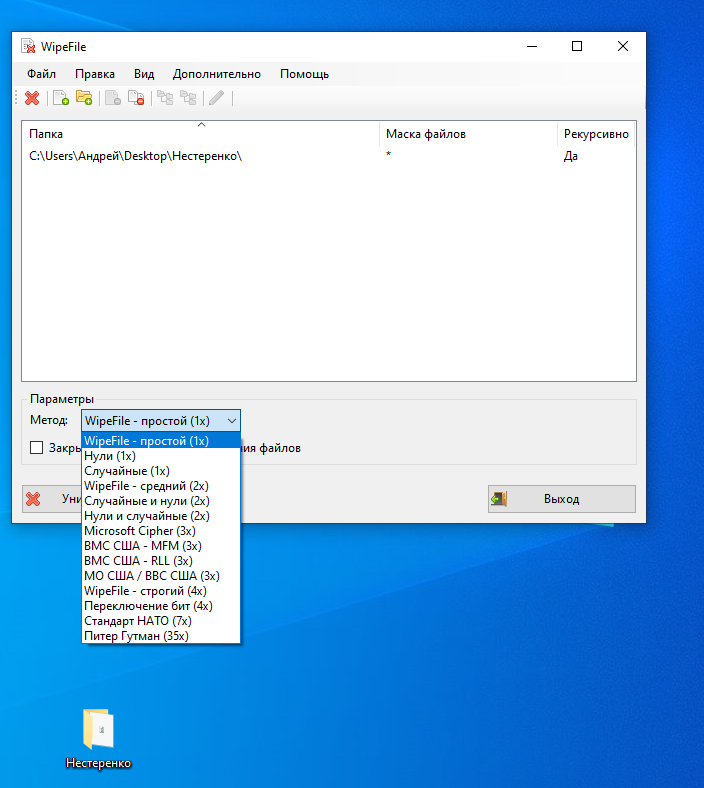 WipeFile
Файл Правка Вид Дополнительно Помощь
Папка Маска файлов Рекурсивно
C:\Users\Андрей\Desktop\Нестеренко\ * Да
Параметры
Метод: WipeFile - простой (1x)
WipeFile - простой (1x)
Закры ия файлов
Нули (1x)
Случайные (1x)
WipeFile - средний (2x)
Уни Выход
Случайные и нули (2x)
Нули и случайные (2x)
Microsoft Cipher (3x)
ВМС США - MFM (3x)
ВМС США - RLL (3x)
МО США / ВВС США (3x)
WipeFile - строгий (4x)
Переключение бит (4x)
Стандарт НАТО (7x)
Питер Гутман (35x)
Нестеренко